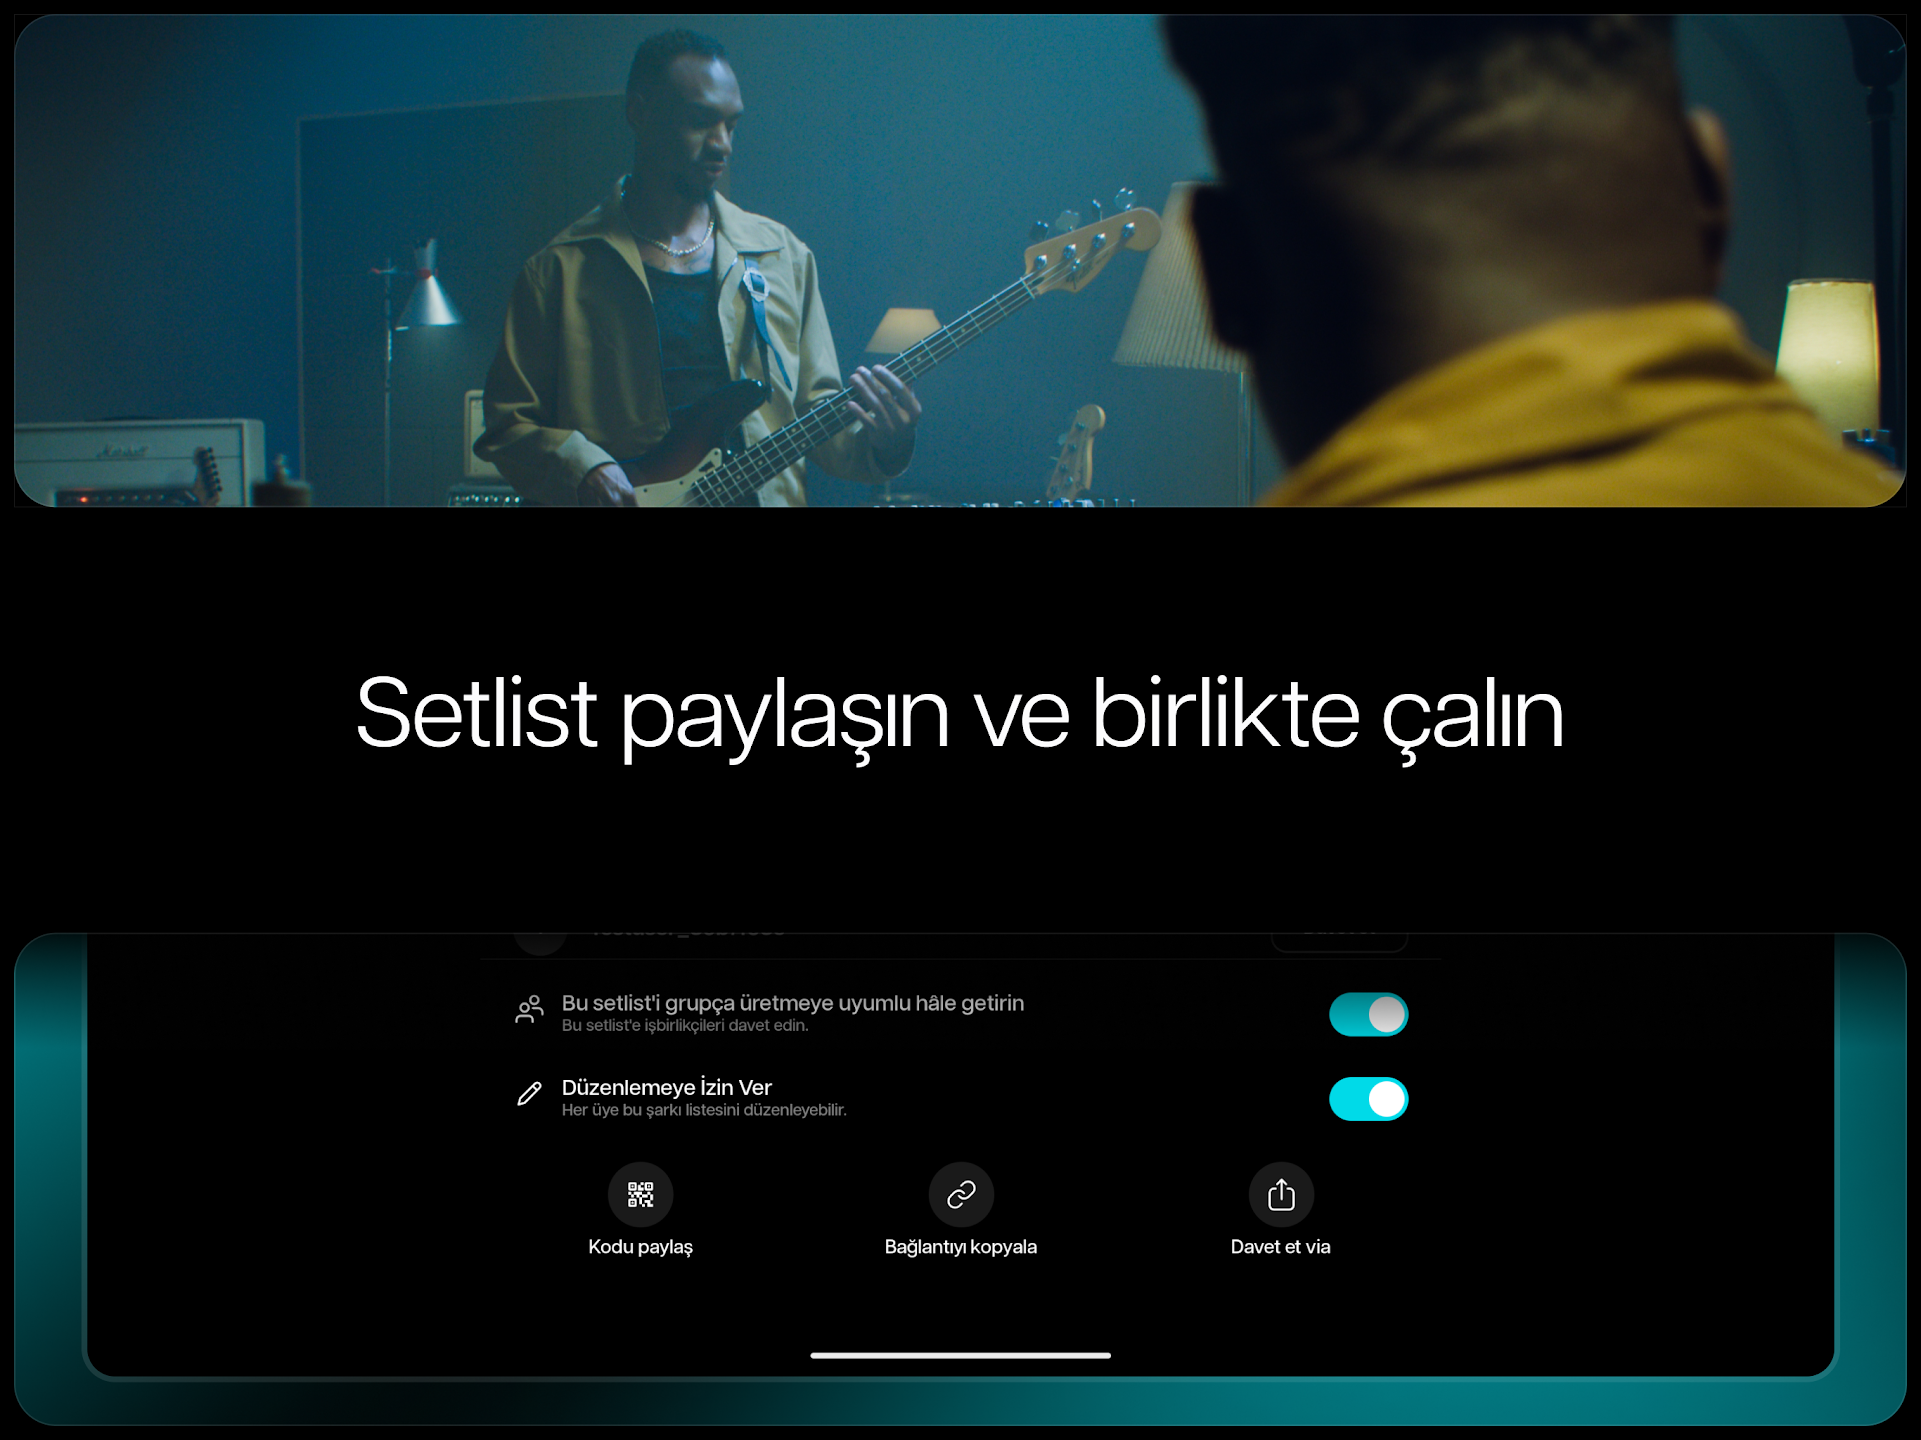 Marshall
Setlist paylaşın ve birlikte çalın
Bu setlist'i grupça üretmeye uyumlu hâle getirin
Bu setlist'e işbirlikçileri davet edin.
Düzenlemeye İzin Ver
Her üye bu şarkı listesini düzenleyebilir.
Kodu paylaş
Bağlantıyı kopyala
Davet et via